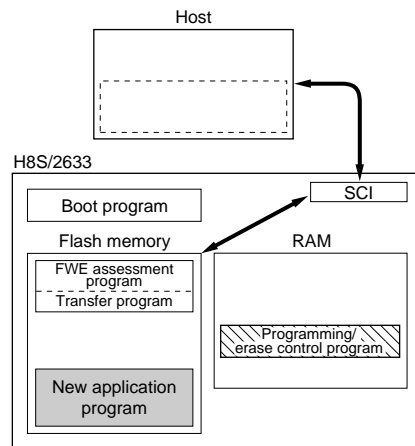 Host
H8S/2633
SCI
Boot program
Flash memory
RAM
FWE assessment
program
Transfer program
Programming/
erase control program
New application
program